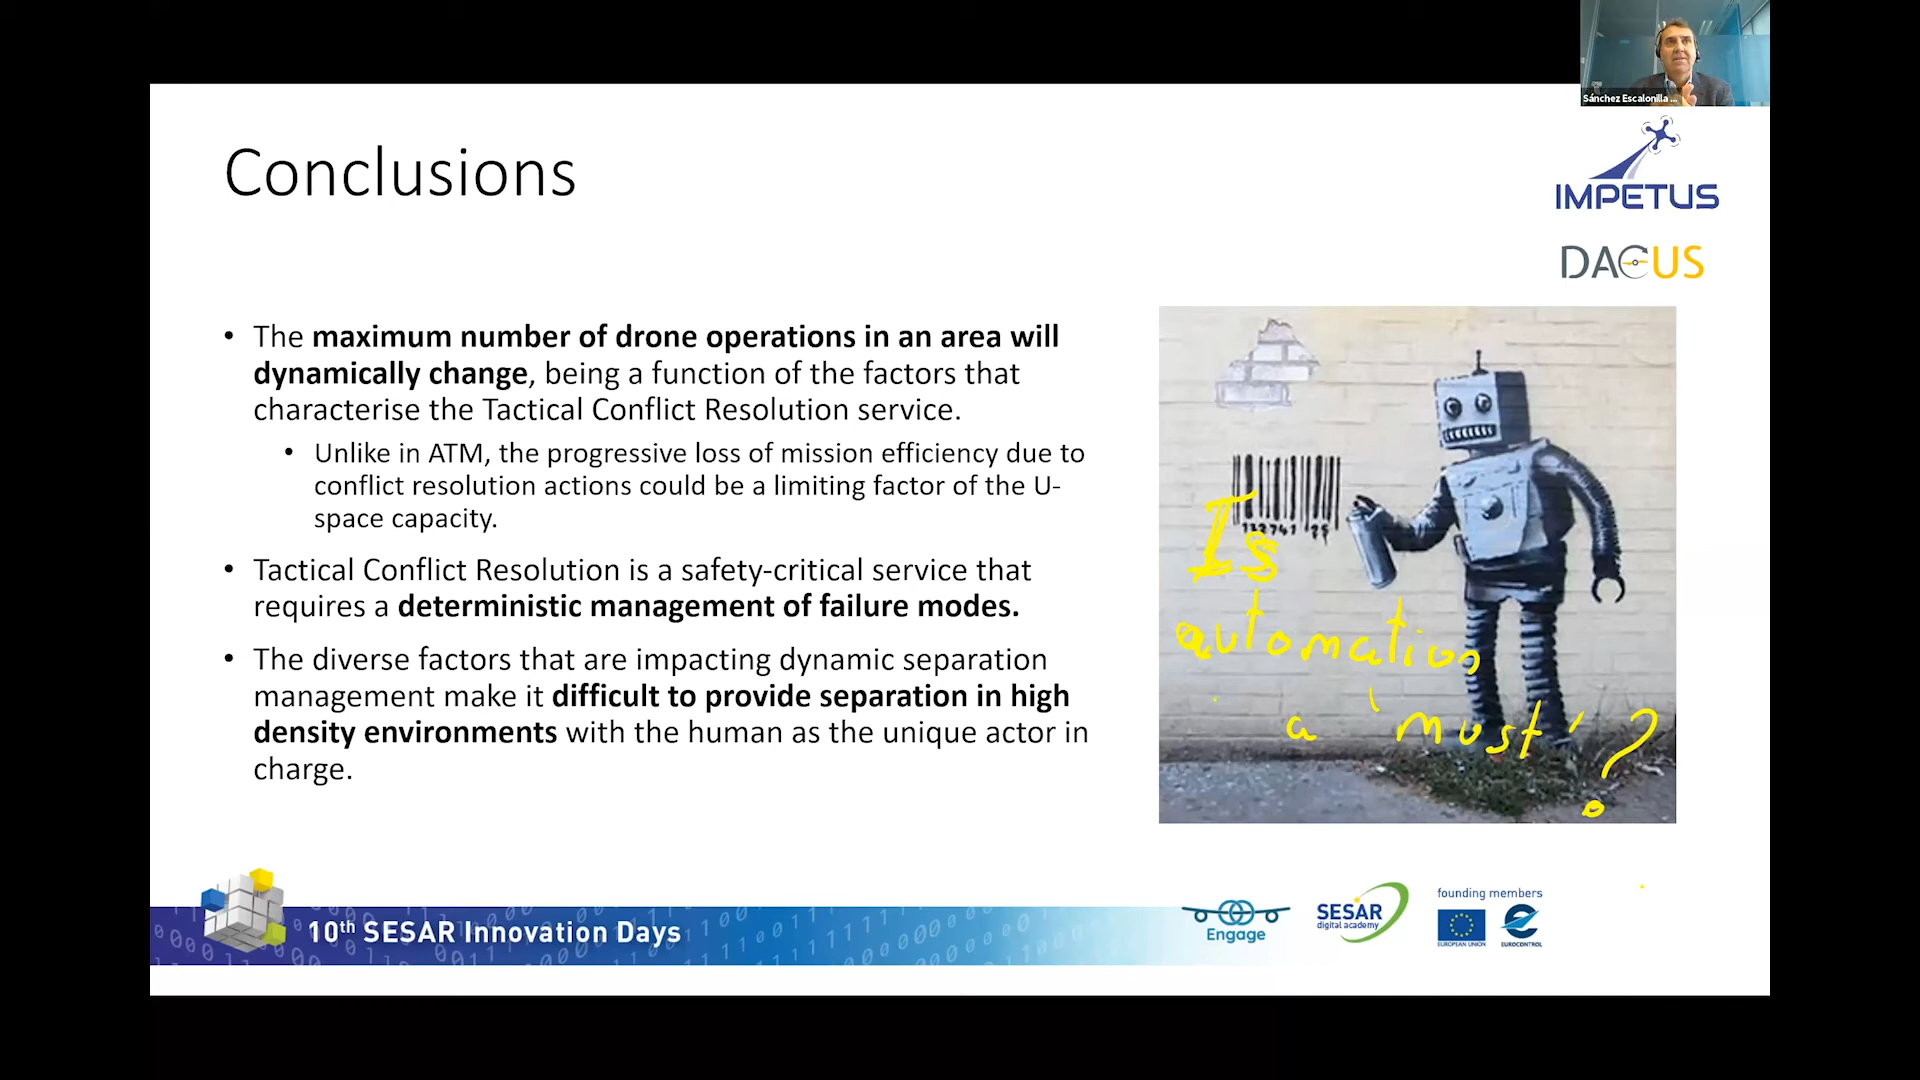 Sánchez Escalonilla ...
Conclusions
IMPETUS
DACUS
• The maximum number of drone operations in an area will
dynamically change, being a function of the factors that
characterise the Tactical Conflict Resolution service.
• Unlike in ATM, the progressive loss of mission efficiency due to
conflict resolution actions could be a limiting factor of the U-
space capacity.
• Tactical Conflict Resolution is a safety-critical service that
requires a deterministic management of failure modes.
• The diverse factors that are impacting dynamic separation
management make it difficult to provide separation in high
density environments with the human as the unique actor in
charge.
Is
automation
a 'must'?
10th SESAR Innovation Days
Engage
SESAR
digital academy
founding members
EUROPEAN UNION
EUROCONTROL